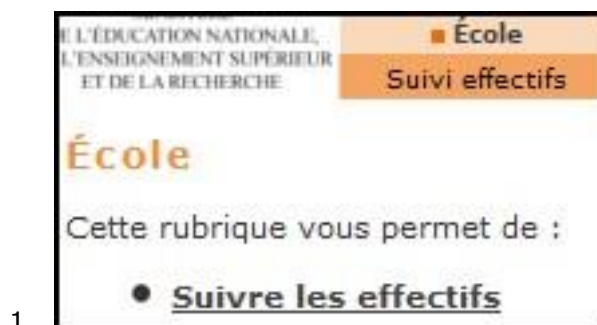 E L'ÉDUCATION NATIONALE,
L'ENSEIGNEMENT SUPÉRIEUR
ET DE LA RECHERCHE
École
Suivi effectifs
École
Cette rubrique vous permet de :
• Suivre les effectifs
1